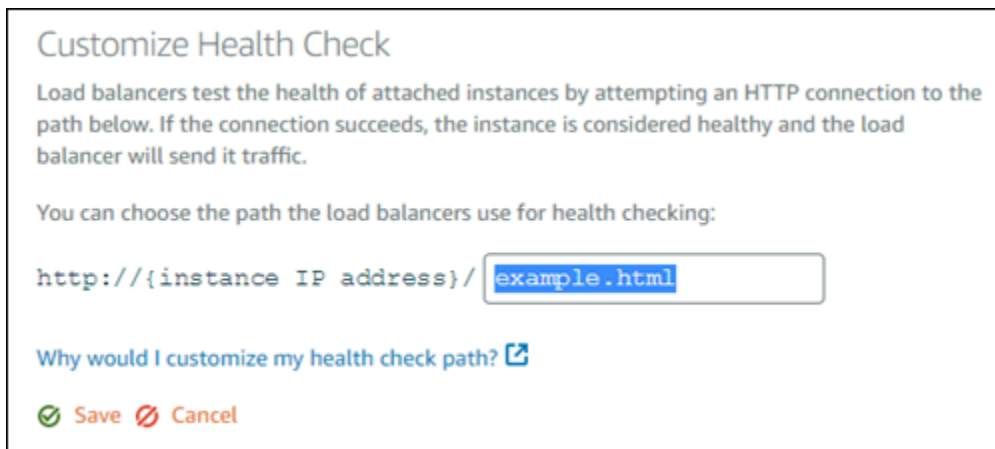 Customize Health Check
Load balancers test the health of attached instances by attempting an HTTP connection to the
path below. If the connection succeeds, the instance is considered healthy and the load
balancer will send it traffic.
You can choose the path the load balancers use for health checking:
http://{instance IP address}/ example.html
Why would I customize my health check path?
Save Cancel